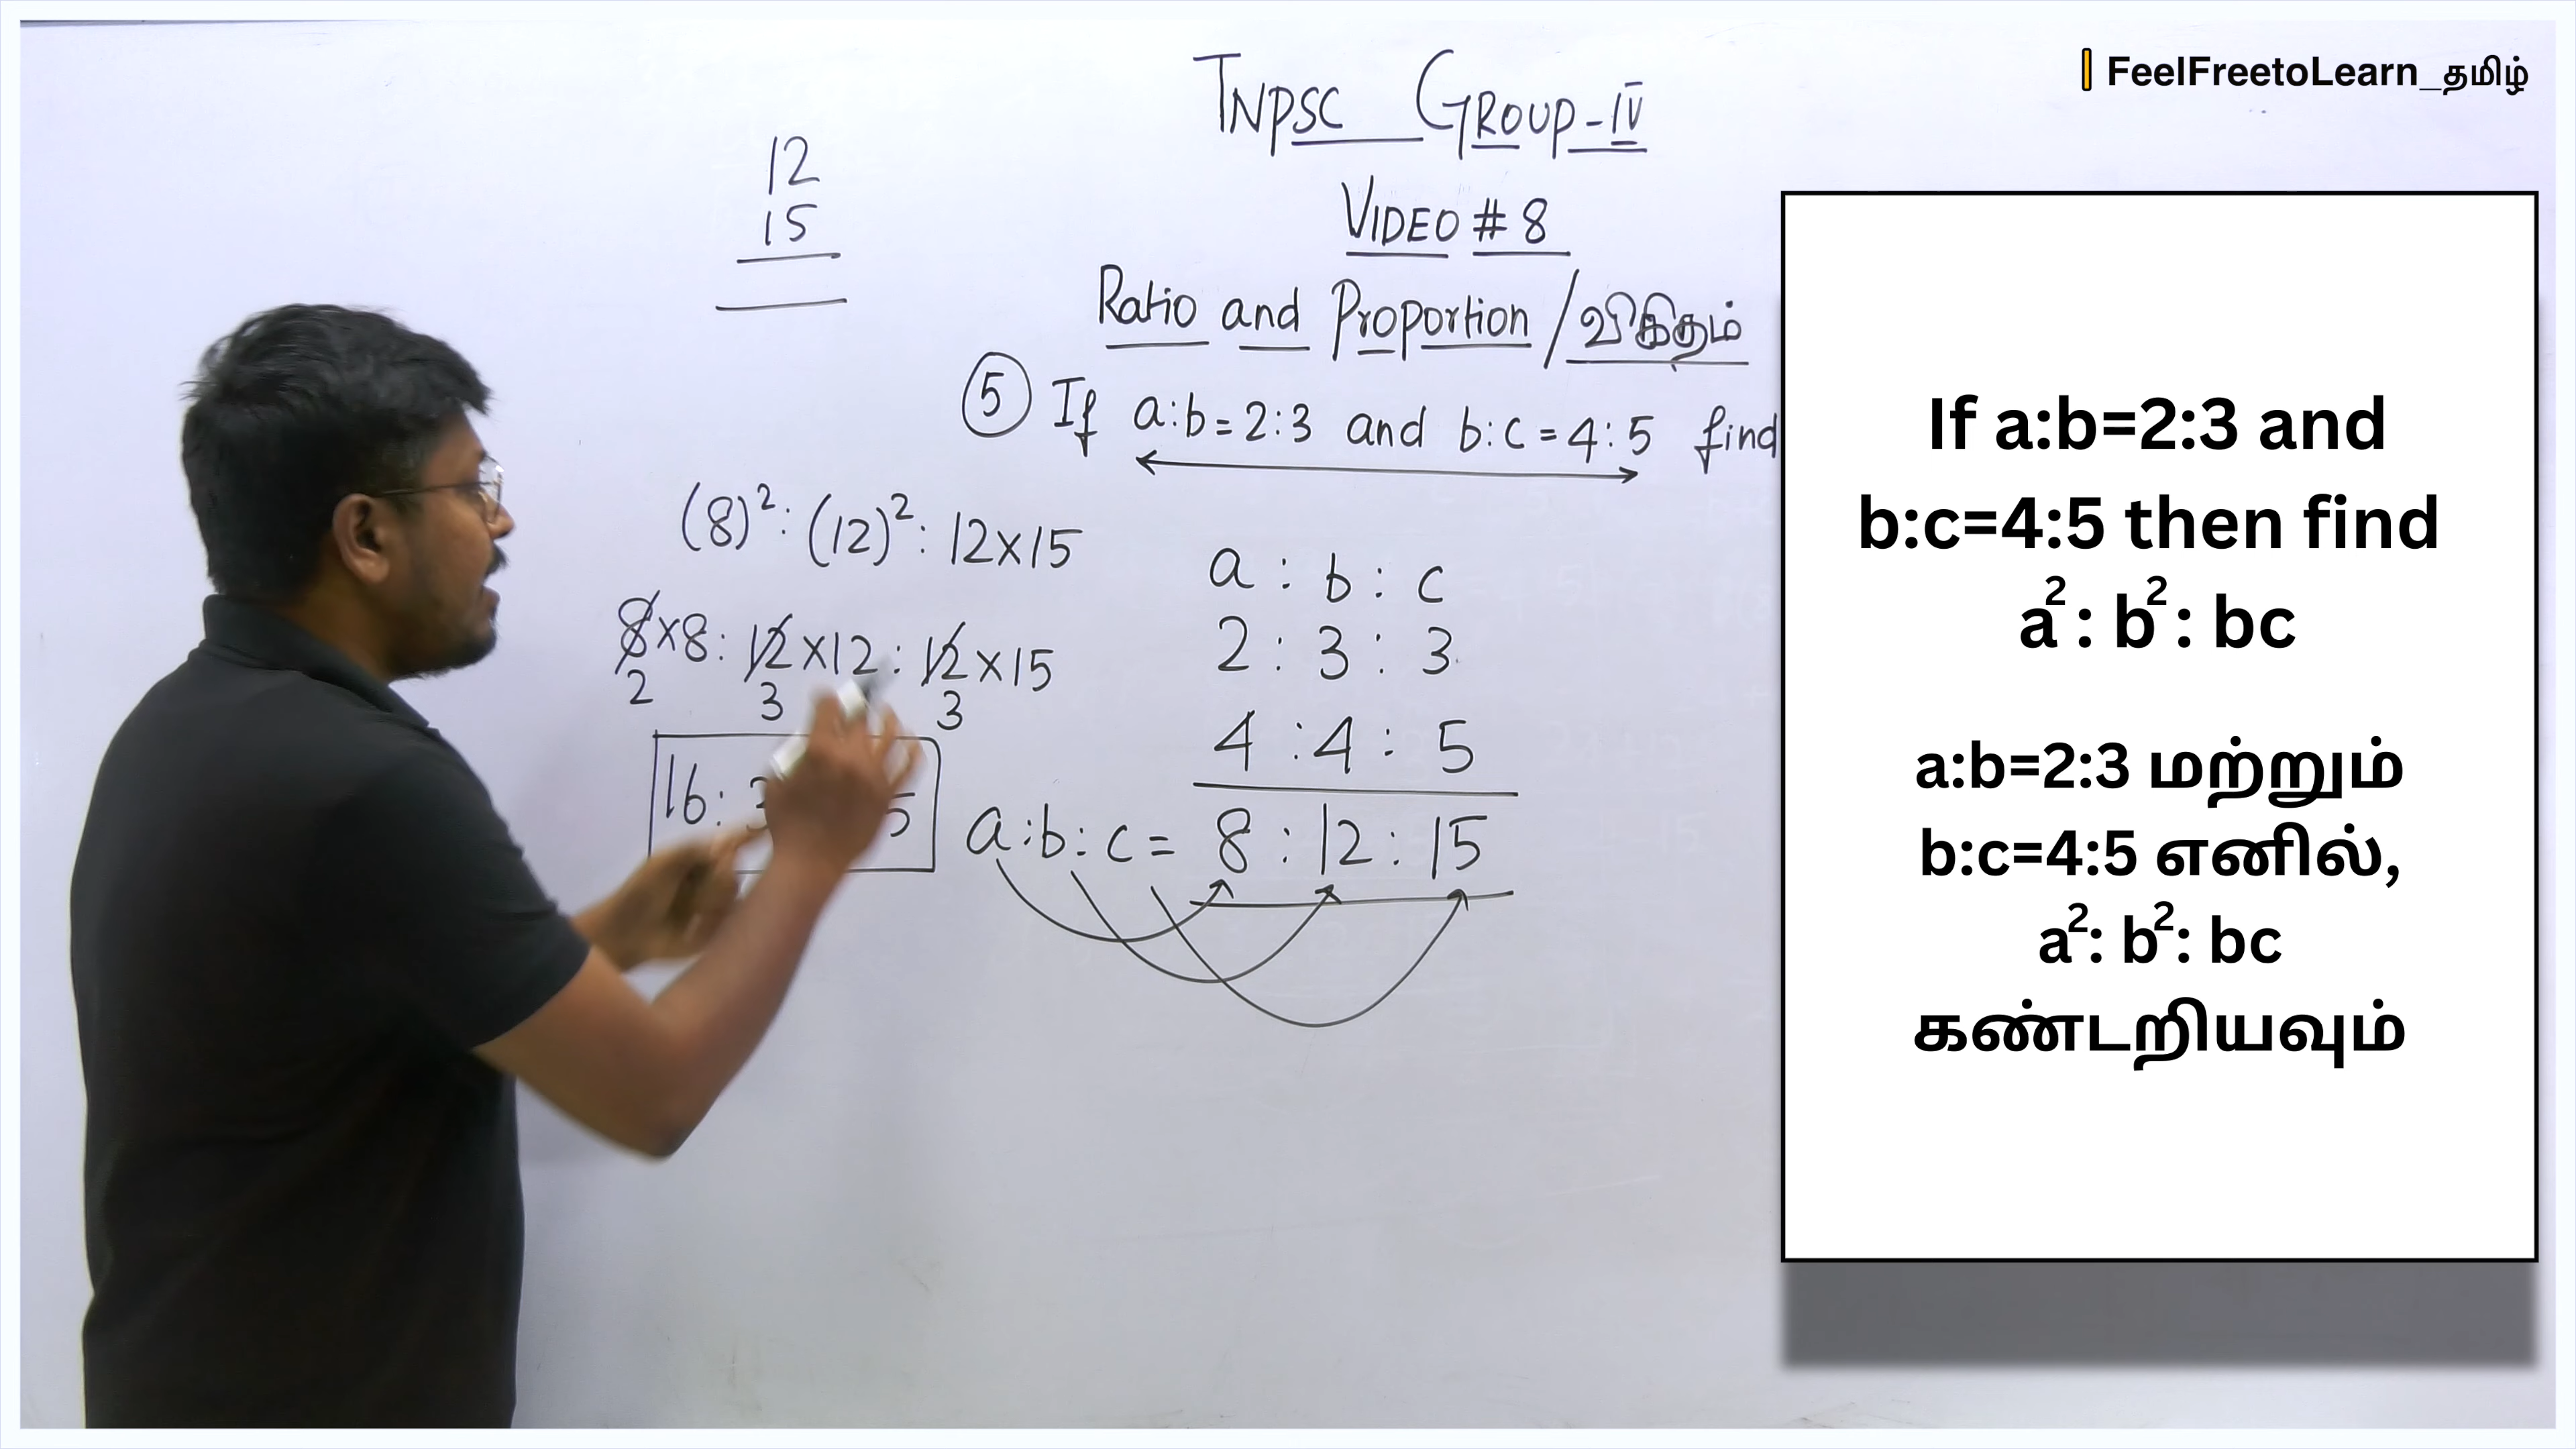 FeelFreetoLearn_தமிழ்
TNPSC GROUP-IV
VIDEO # 8
Ratio and Proportion / விகிதம்
5 If a:b=2:3 and b:c=4:5 find
12
15
(8)²: (12)²: 12×15
8×8: 12×12: 12×15
2 3 3
16: 5
a : b : c
2 : 3 : 3
4 : 4 : 5
a:b:c = 8 : 12 : 15
If a:b=2:3 and
b:c=4:5 then find
a²: b²: bc
a:b=2:3 மற்றும்
b:c=4:5 எனில்,
a²: b²: bc
கண்டறியவும்